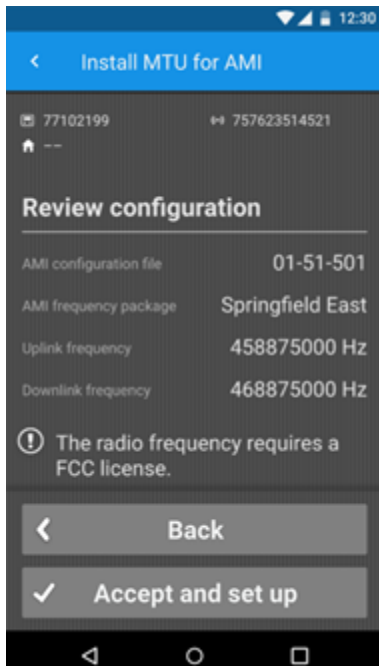 12:30
Install MTU for AMI
77102199 757623514521
--
Review configuration
AMI configuration file 01-51-501
AMI frequency package Springfield East
Uplink frequency 458875000 Hz
Downlink frequency 468875000 Hz
The radio frequency requires a
FCC license.
Back
Accept and set up